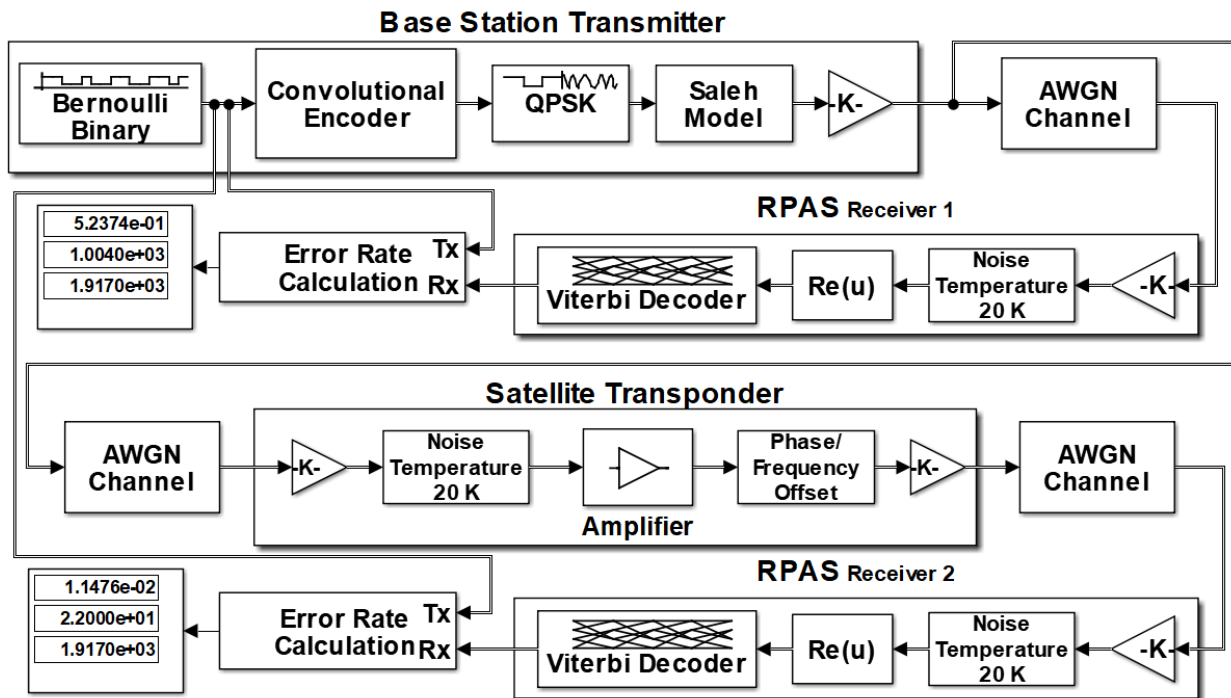 Base Station Transmitter
Bernoulli
Binary
Convolutional
Encoder
QPSK
Saleh
Model
-K-
AWGN
Channel
RPAS Receiver 1
5.2374e-01
1.0040e+03
1.9170e+03
Error Rate
Calculation
Tx
Rx
Viterbi Decoder
Re(u)
Noise
Temperature
20 K
-K-
Satellite Transponder
AWGN
Channel
-K-
Noise
Temperature
20 K
Amplifier
Phase/
Frequency
Offset
-K-
AWGN
Channel
RPAS Receiver 2
1.1476e-02
2.2000e+01
1.9170e+03
Error Rate
Calculation
Tx
Rx
Viterbi Decoder
Re(u)
Noise
Temperature
20 K
-K-